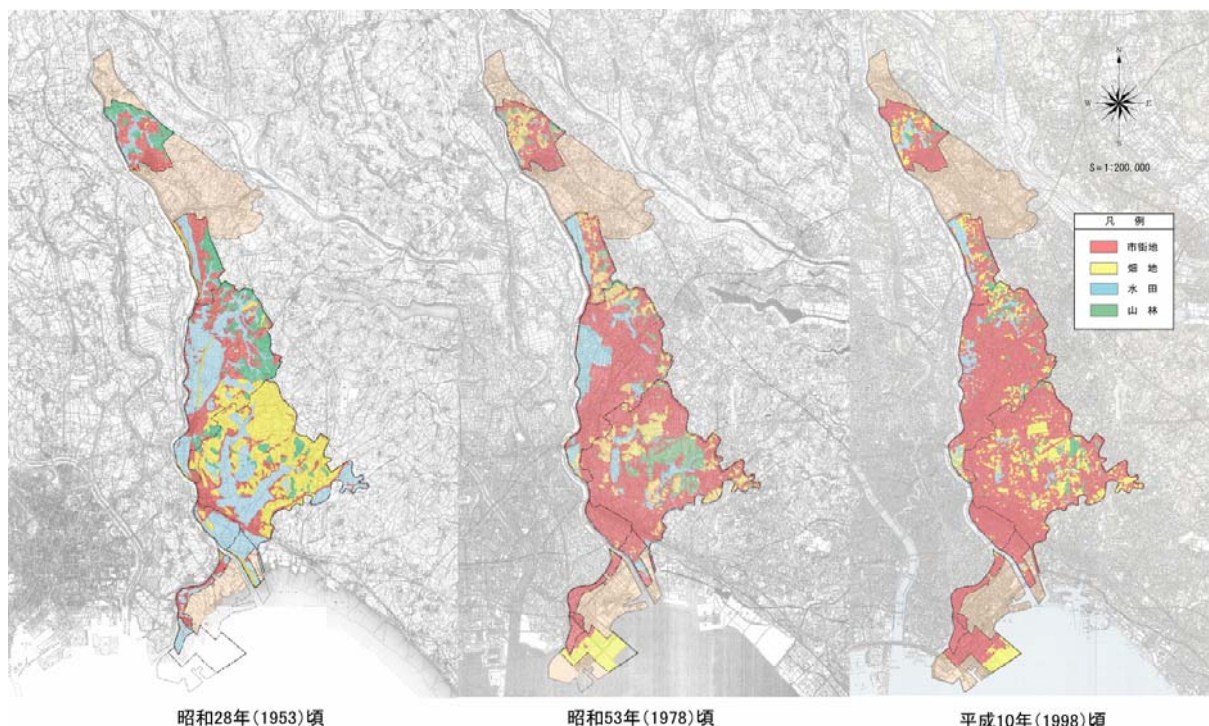 N
W
E
S
S=1:200,000
凡 例
市街地
畑 地
水 田
山 林
昭和28年(1953)頃
昭和53年(1978)頃
平成10年(1998)頃